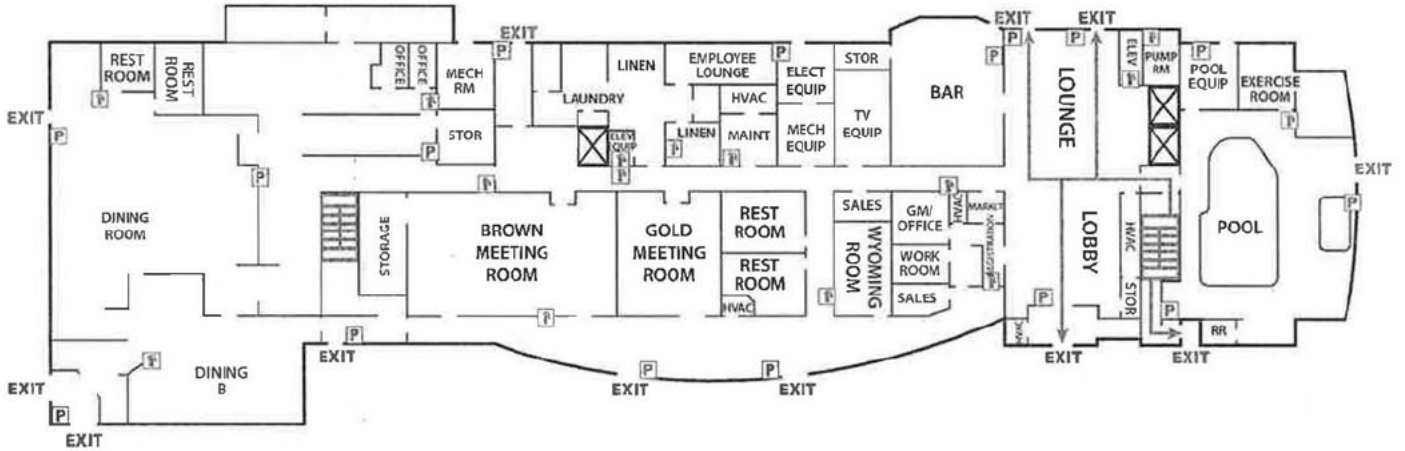 EXIT
EXIT
EXIT
P
P
P
P
P
P
REST
ROOM
REST
ROOM
OFFICE
OFFICE
MECH
RM
LINEN
EMPLOYEE
LOUNGE
ELECT
EQUIP
STOR
BAR
LOUNGE
ELEV
PUMP
RM
POOL
EQUIP
EXERCISE
ROOM
EXIT
P
STOR
P
LAUNDRY
LINEN
HVAC
MAINT
MECH
EQUIP
TV
EQUIP
ELEV
EQUIP
P
EXIT
P
DINING
ROOM
STORAGE
BROWN
MEETING
ROOM
GOLD
MEETING
ROOM
REST
ROOM
REST
ROOM
HVAC
SALES
WYOMING
ROOM
GM/
OFFICE
HVAC
MARKET
REGISTRATION
WORK
ROOM
SALES
LOBBY
HVAC
STOR
POOL
P
P
HVAC
RR
P
EXIT
EXIT
EXIT
DINING
B
P
P
EXIT
EXIT
EXIT
P
EXIT